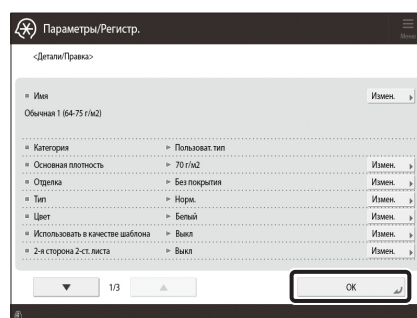 Параметры/Регистр.
Меню
<Детали/Правка>
Имя Измен.
Обычная 1 (64-75 г/м2)
Категория Пользоват. тип
Основная плотность 70 г/м2 Измен.
Отделка Без покрытия Измен.
Тип Норм. Измен.
Цвет Белый Измен.
Использовать в качестве шаблона Выкл Измен.
2-я сторона 2-ст. листа Выкл Измен.
1/3 OK